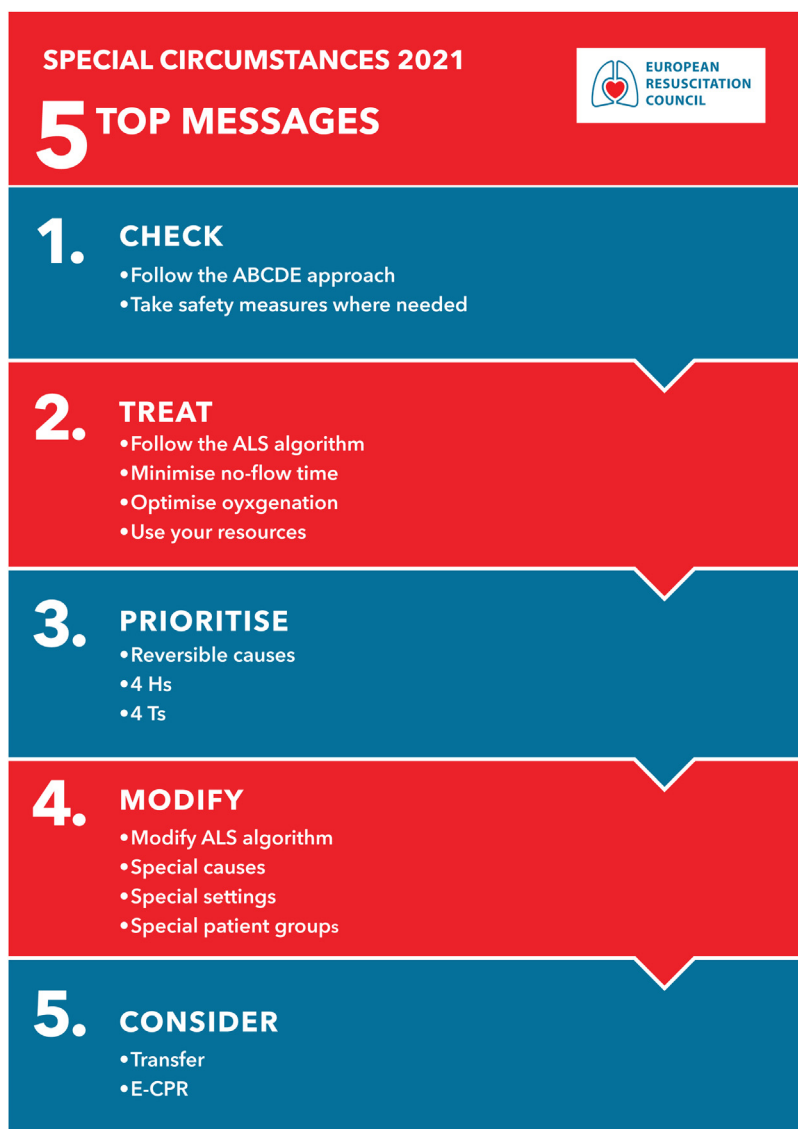 SPECIAL CIRCUMSTANCES 2021
5 TOP MESSAGES
EUROPEAN
RESUSCITATION
COUNCIL
1. CHECK
•Follow the ABCDE approach
•Take safety measures where needed
2. TREAT
•Follow the ALS algorithm
•Minimise no-flow time
•Optimise oyxgenation
•Use your resources
3. PRIORITISE
•Reversible causes
•4 Hs
•4 Ts
4. MODIFY
•Modify ALS algorithm
•Special causes
•Special settings
•Special patient groups
5. CONSIDER
•Transfer
•E-CPR